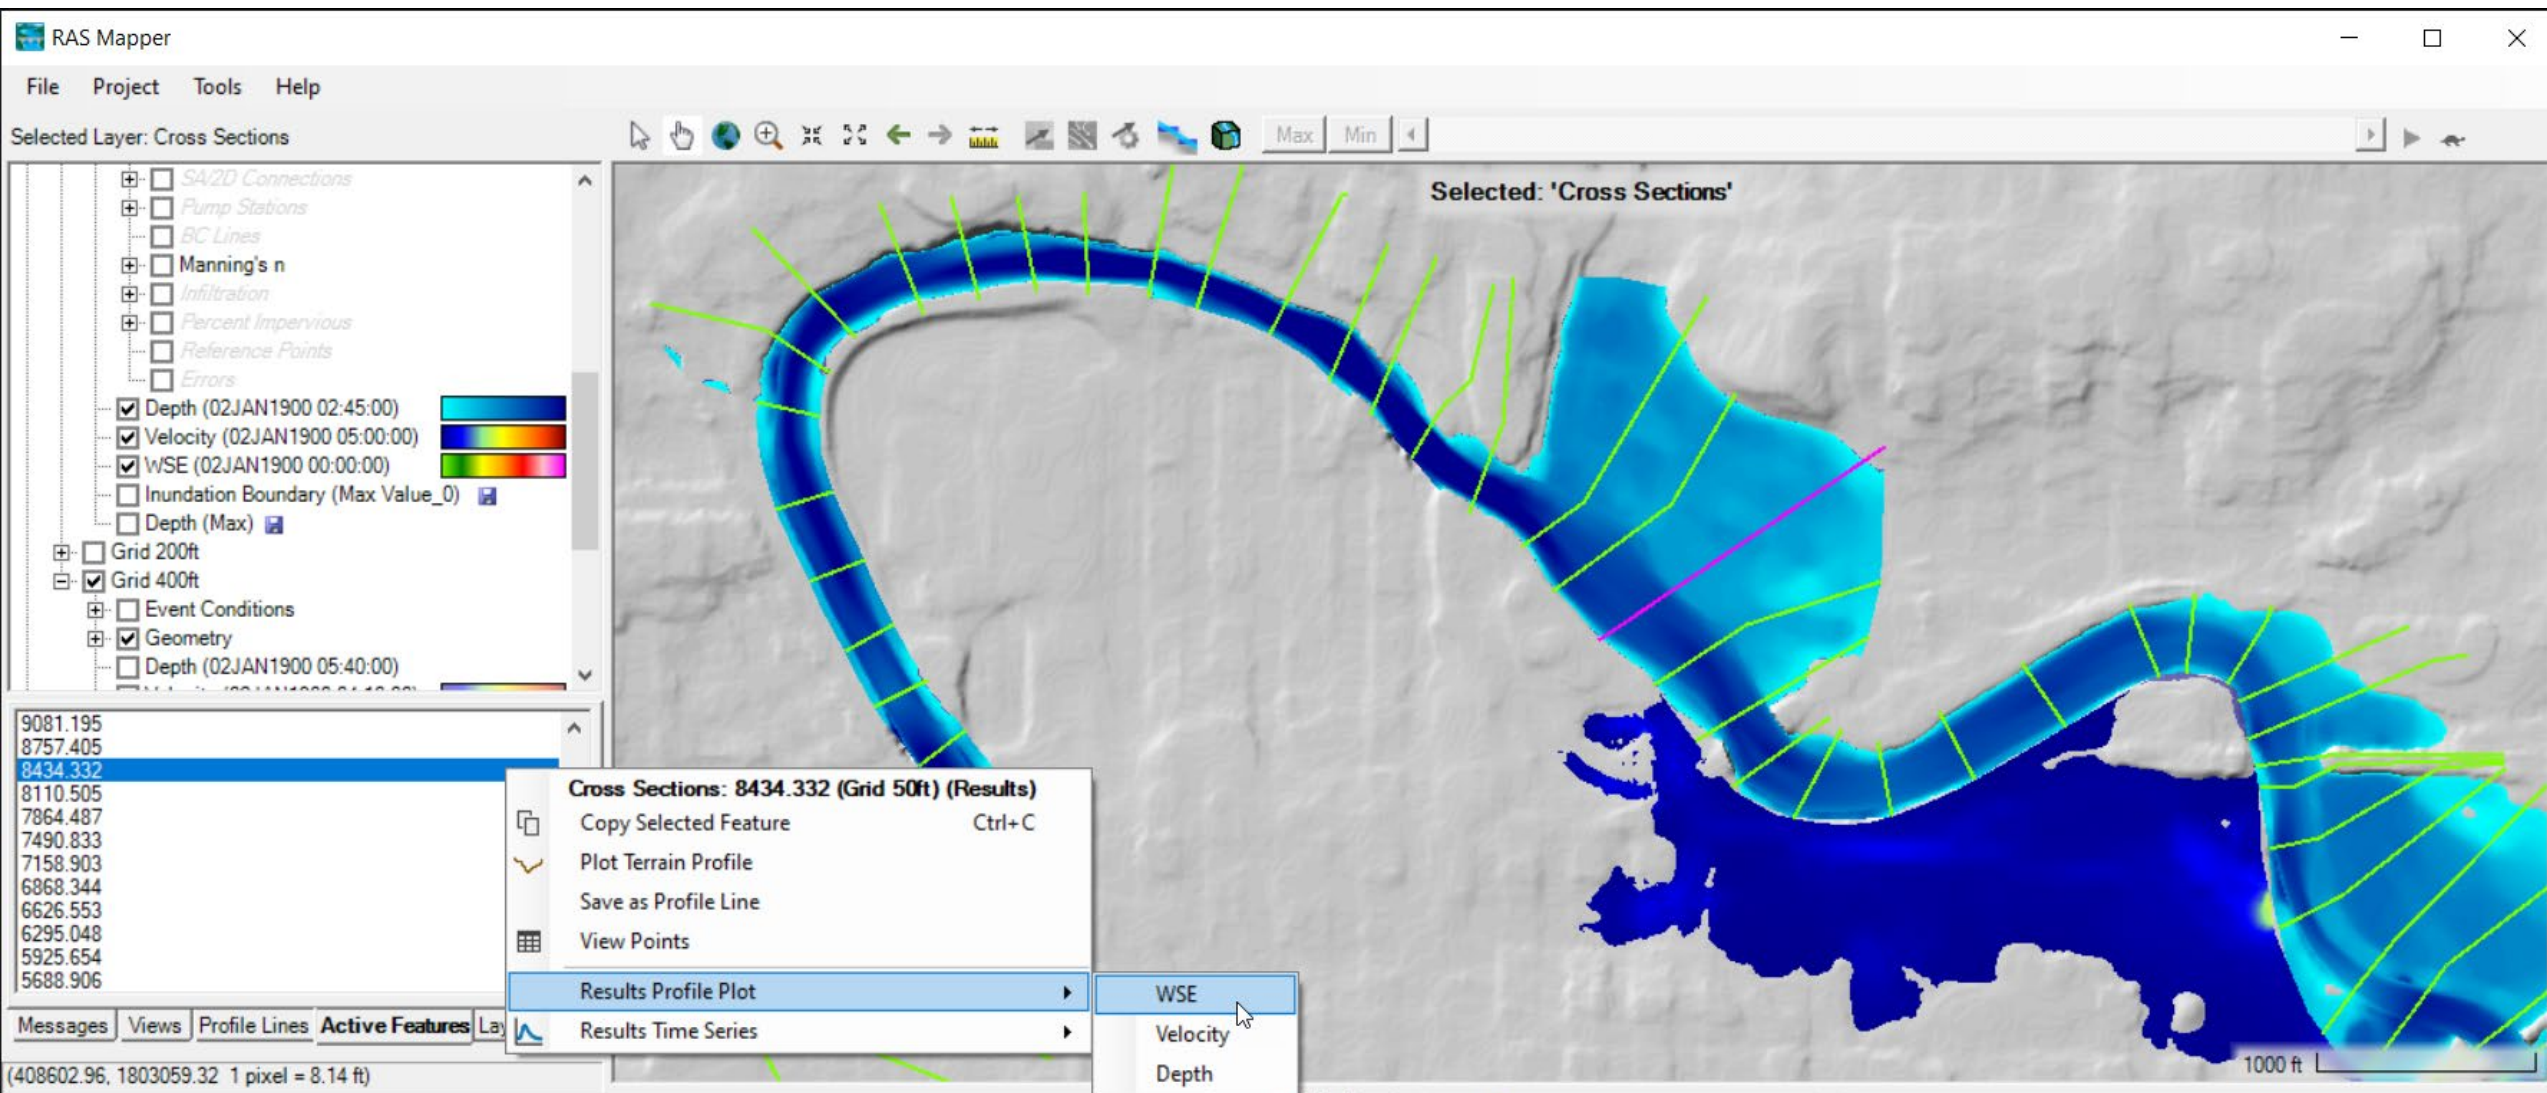 RAS Mapper
File Project Tools Help
Selected Layer: Cross Sections
Max Min
SA/2D Connections
Pump Stations
BC Lines
Manning's n
Infiltration
Percent Impervious
Reference Points
Errors
Depth (02JAN1900 02:45:00)
Velocity (02JAN1900 05:00:00)
WSE (02JAN1900 00:00:00)
Inundation Boundary (Max Value_0)
Depth (Max)
Grid 200ft
Grid 400ft
Event Conditions
Geometry
Depth (02JAN1900 05:40:00)
Selected: 'Cross Sections'
9081.195
8757.405
8434.332
8110.505
7864.487
7490.833
7158.903
6868.344
6626.553
6295.048
5925.654
5688.906
Cross Sections: 8434.332 (Grid 50ft) (Results)
Copy Selected Feature Ctrl+C
Plot Terrain Profile
Save as Profile Line
View Points
Results Profile Plot
Results Time Series
WSE
Velocity
Depth
Messages Views Profile Lines Active Features Lay
(408602.96, 1803059.32 1 pixel = 8.14 ft)
1000 ft